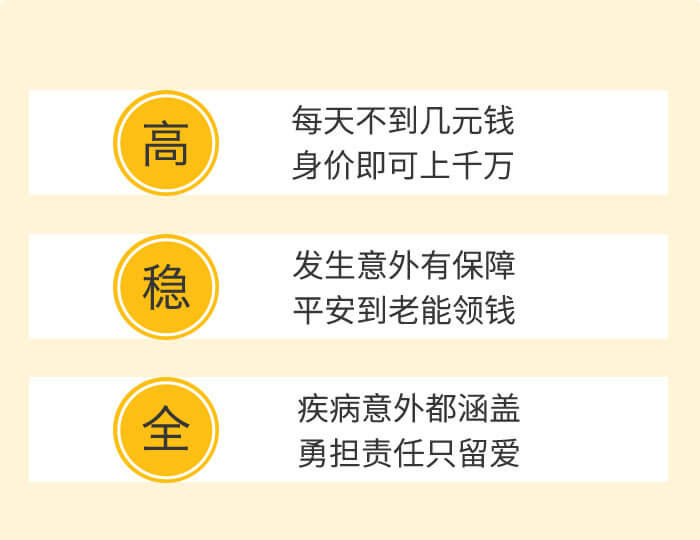 高
每天不到几元钱
身价即可上千万
稳
发生意外有保障
平安到老能领钱
全
疾病意外都涵盖
勇担责任只留爱